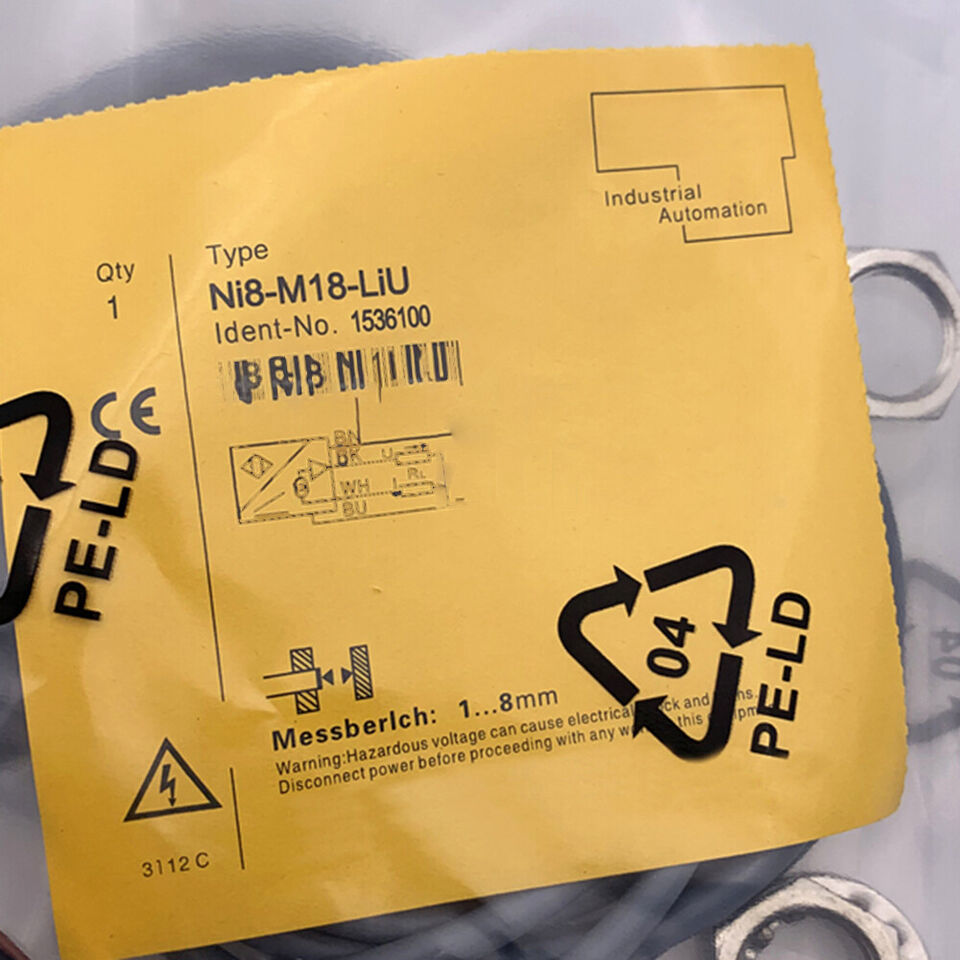 Industrial
Automation
Qty
1
Type
Ni8-M18-LiU
Ident-No. 1536100
CE
BN
BK
U
RL
WH
I
BU
PE-LD
04
PE-LD
Messberlch: 1...8mm
Warning:Hazardous voltage can cause electrical and
Disconnect power before proceeding with any this
3112 C